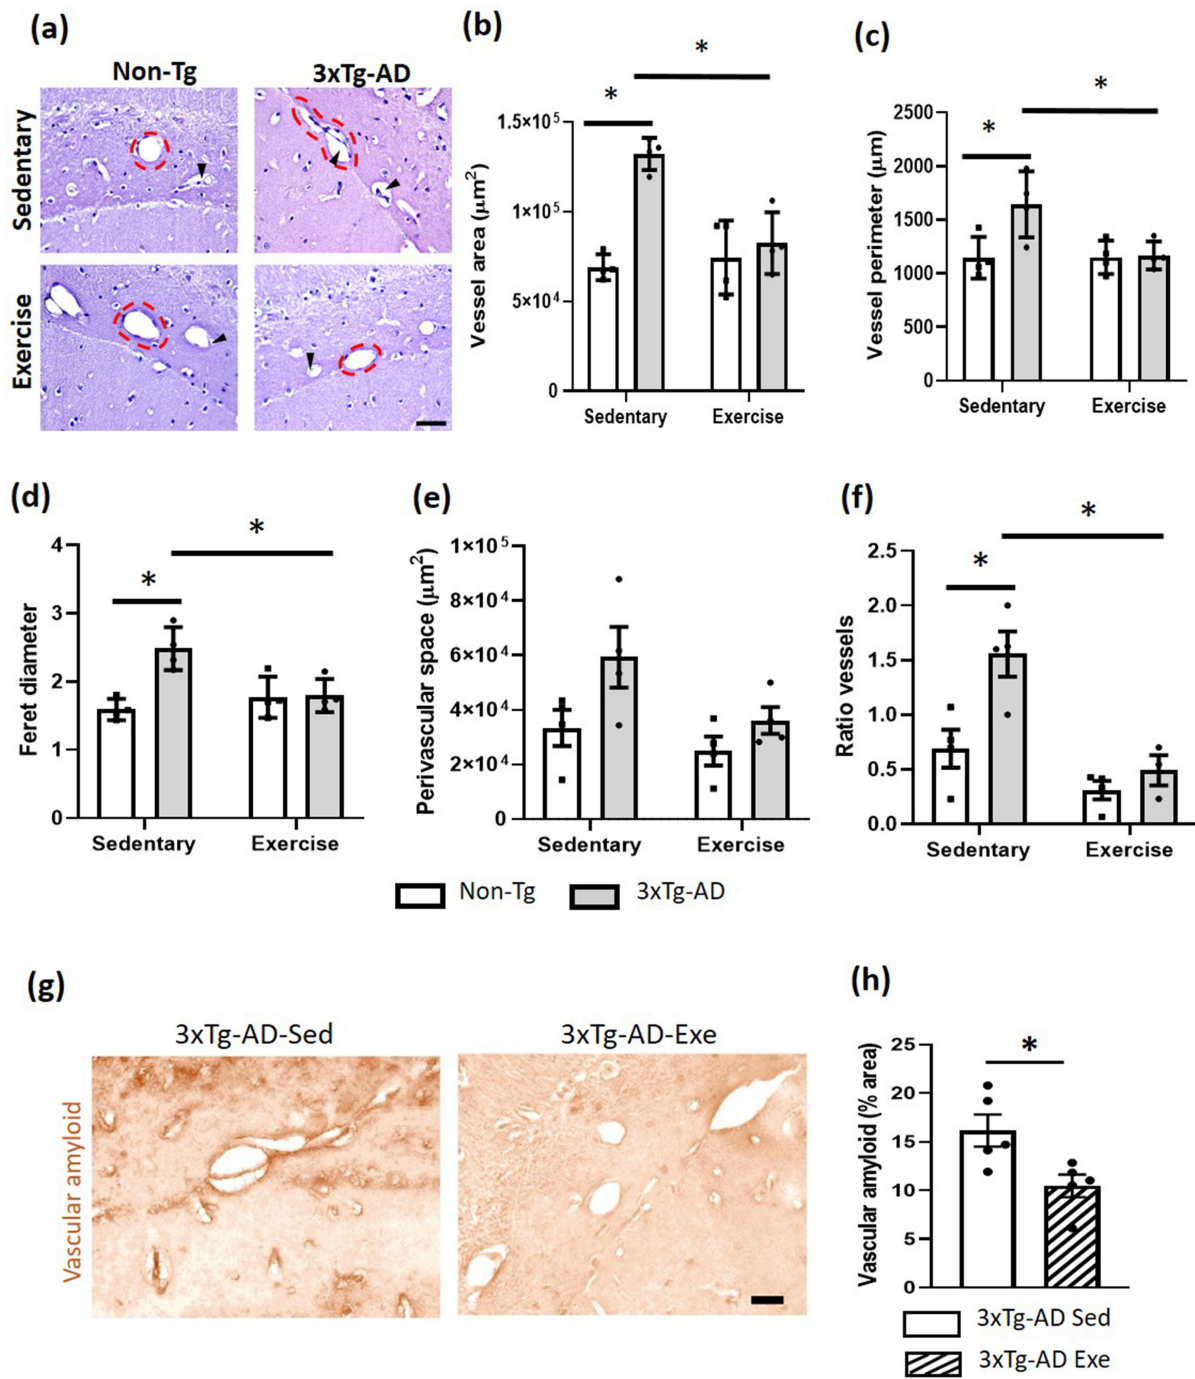 (a)
Non-Tg
3xTg-AD
Sedentary
Exercise
(b)
*
*
Vessel area (μm²)
1.5×10⁵
1×10⁵
5×10⁴
0
Sedentary
Exercise
(c)
*
*
Vessel perimeter (μm)
2500
2000
1500
1000
500
0
Sedentary
Exercise
(d)
*
*
Feret diameter
4
3
2
1
0
Sedentary
Exercise
(e)
Perivascular space (μm²)
1×10⁵
8×10⁴
6×10⁴
4×10⁴
2×10⁴
0
Sedentary
Exercise
(f)
*
*
Ratio vessels
2.5
2.0
1.5
1.0
0.5
0.0
Sedentary
Exercise
Non-Tg
3xTg-AD
(g)
3xTg-AD-Sed
3xTg-AD-Exe
Vascular amyloid
(h)
*
Vascular amyloid (% area)
25
20
15
10
5
0
3xTg-AD Sed
3xTg-AD Exe